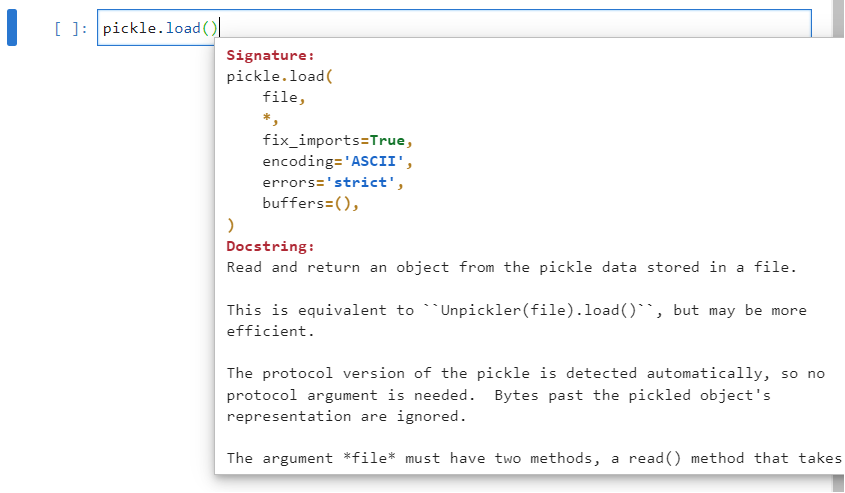 [ ]: pickle.load()
Signature:
pickle.load(
    file,
    *,
    fix_imports=True,
    encoding='ASCII',
    errors='strict',
    buffers=(),
)
Docstring:
Read and return an object from the pickle data stored in a file.

This is equivalent to ``Unpickler(file).load()``, but may be more
efficient.

The protocol version of the pickle is detected automatically, so no
protocol argument is needed.  Bytes past the pickled object's
representation are ignored.

The argument *file* must have two methods, a read() method that takes